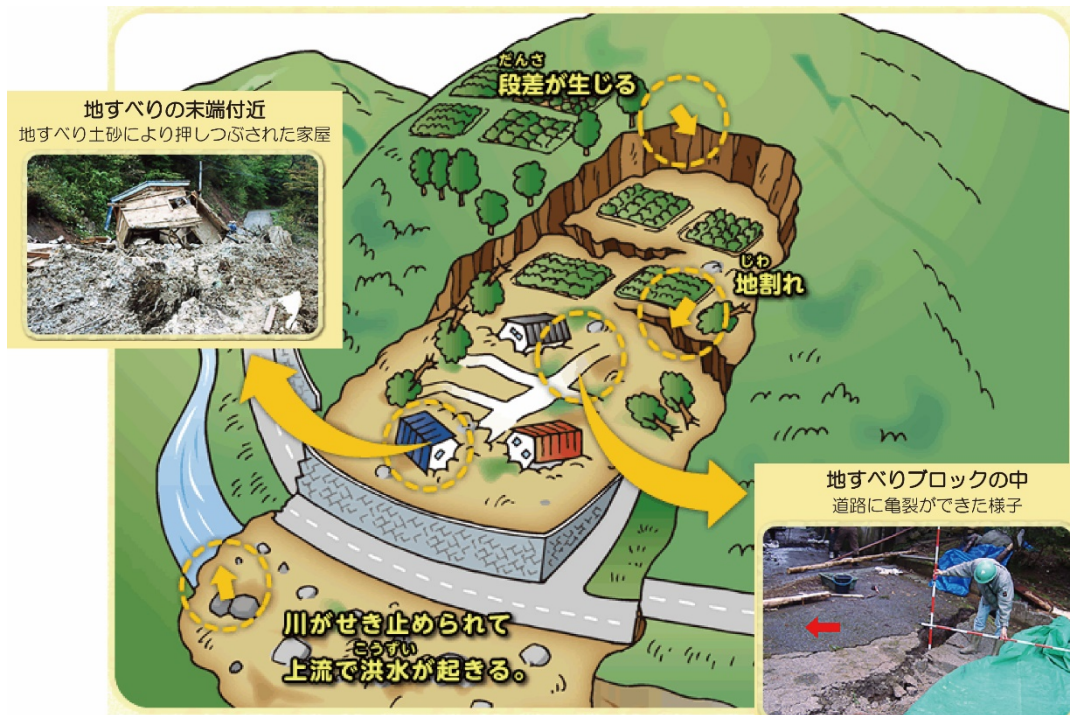 だんさ
段差が生じる
地すべりの末端付近
地すべり土砂により押しつぶされた家屋
じわ
地割れ
地すべりブロックの中
道路に亀裂ができた様子
川がせき止められて
こうずい
上流で洪水が起きる。